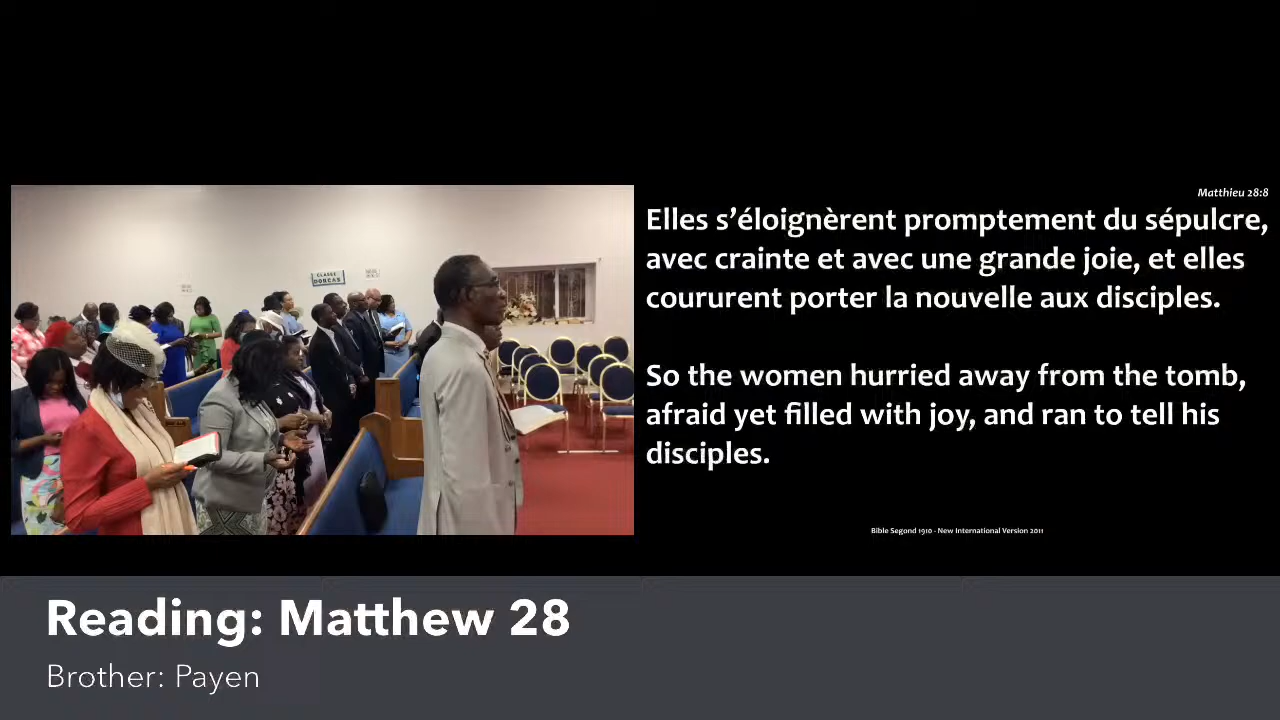 CLASSE
DORCAS
Matthieu 28:8
Elles s’éloignèrent promptement du sépulcre,
avec crainte et avec une grande joie, et elles
coururent porter la nouvelle aux disciples.
So the women hurried away from the tomb,
afraid yet filled with joy, and ran to tell his
disciples.
Bible Segond 1910 - New International Version 2011
Reading: Matthew 28
Brother: Payen